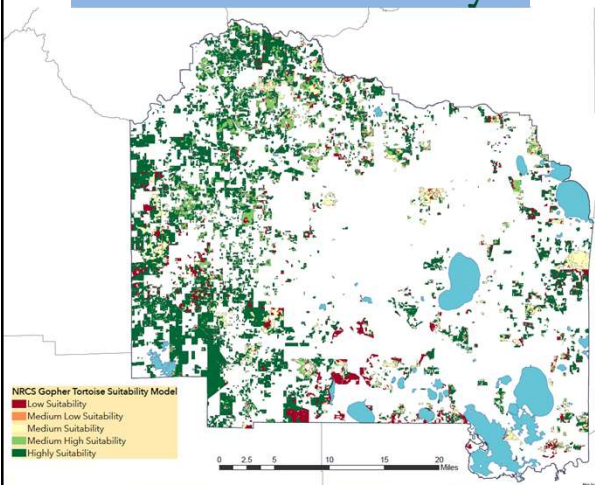 NRCS Gopher Tortoise Suitability Model
Low Suitability
Medium Low Suitability
Medium Suitability
Medium High Suitability
Highly Suitability
0 2.5 5 10 15 20
Miles